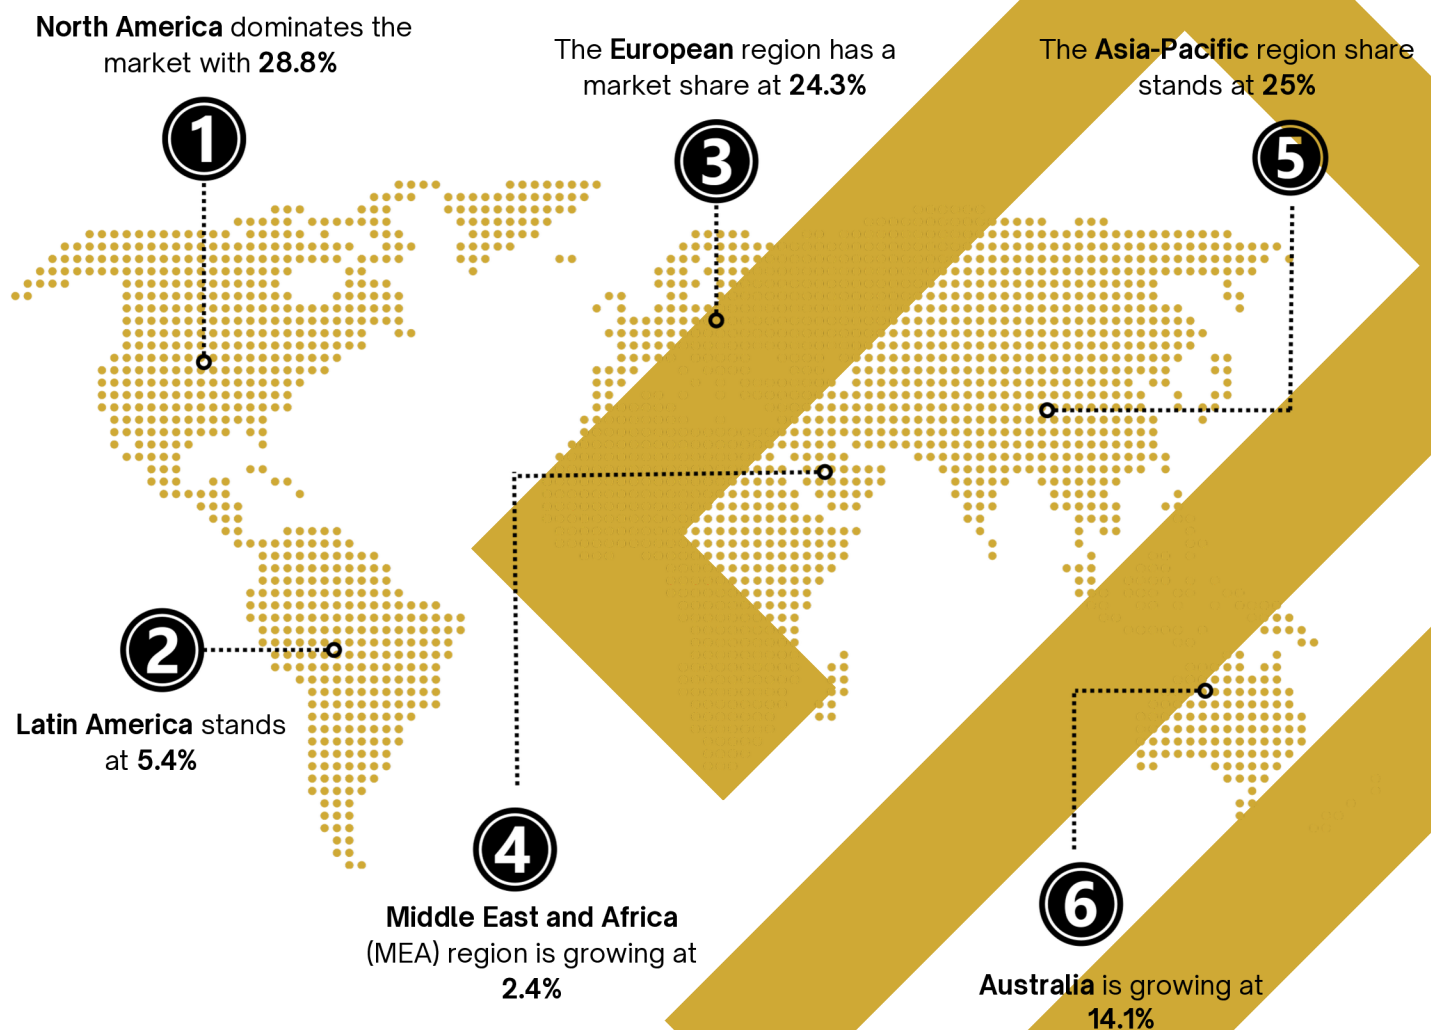 North America dominates the
market with 28.8%
1
The European region has a
market share at 24.3%
3
The Asia-Pacific region share
stands at 25%
5
2
Latin America stands
at 5.4%
4
Middle East and Africa
(MEA) region is growing at
2.4%
6
Australia is growing at
14.1%